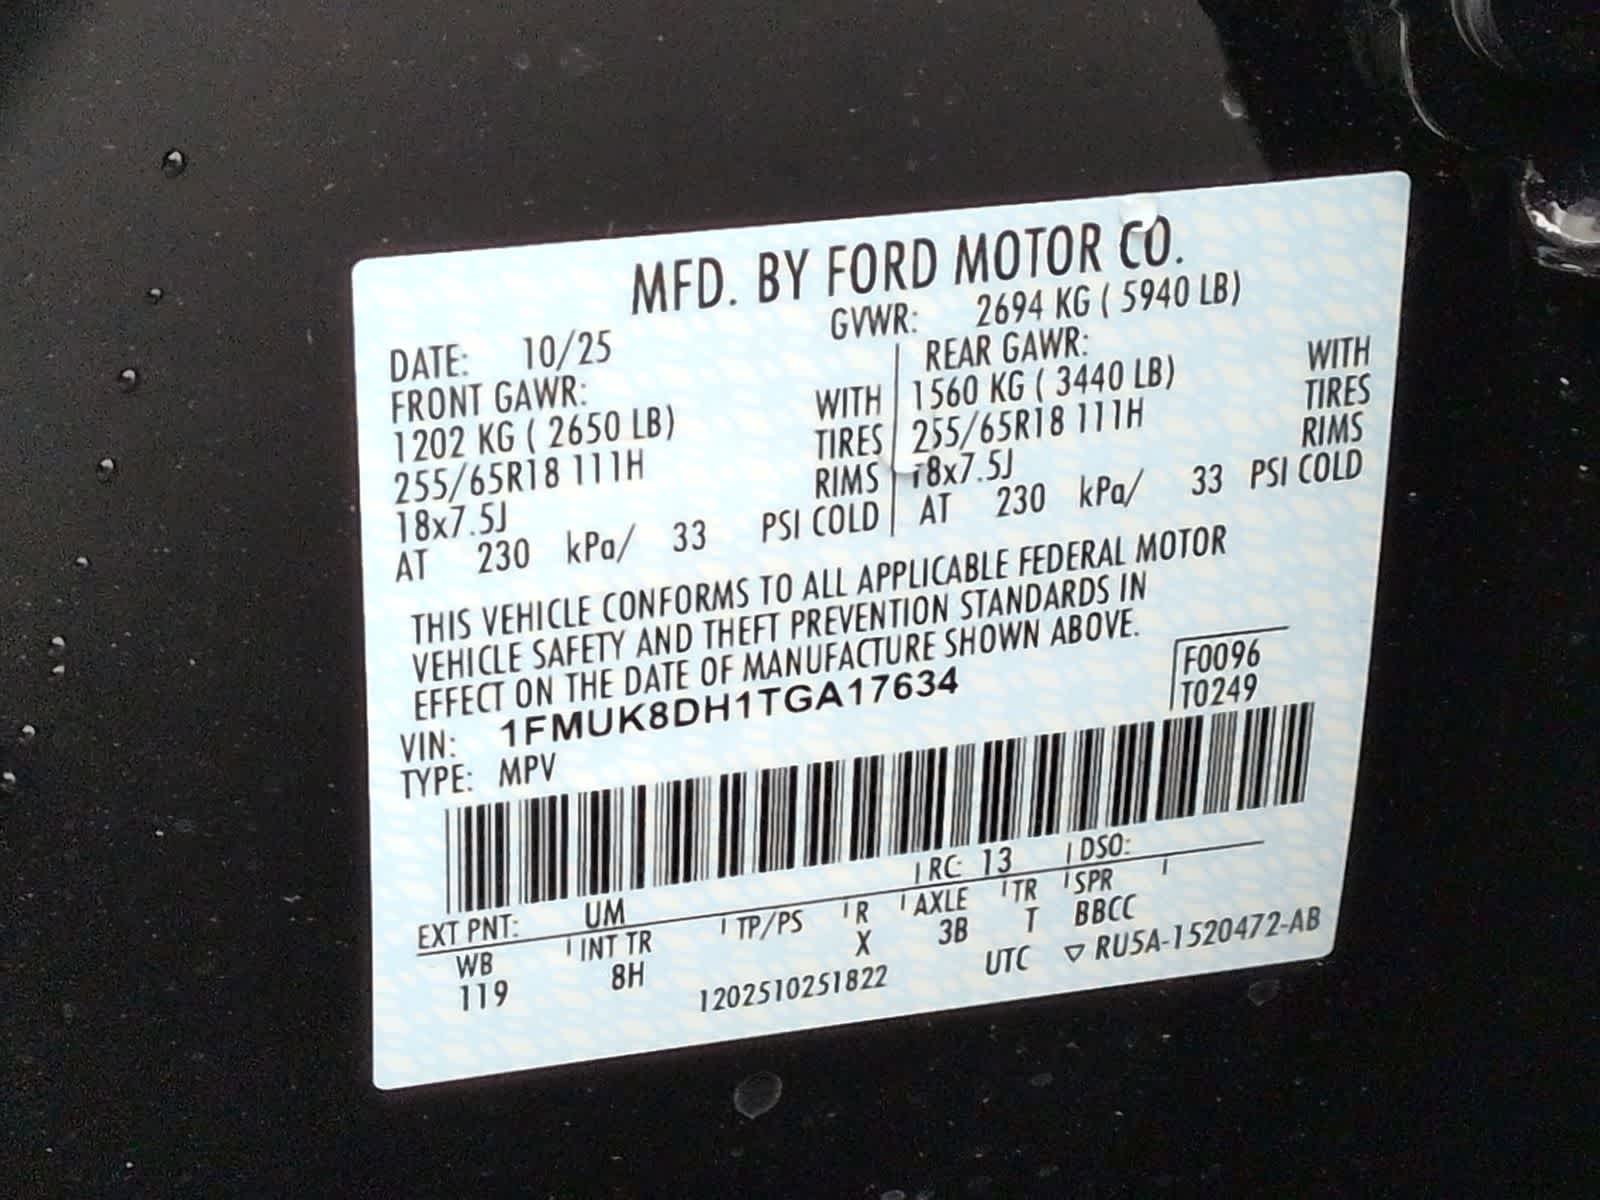 MFD. BY FORD MOTOR CO.
DATE: 10/25 GVWR: 2694 KG ( 5940 LB)
FRONT GAWR: REAR GAWR:
1202 KG ( 2650 LB) WITH 1560 KG ( 3440 LB) WITH
255/65R18 111H TIRES 255/65R18 111H TIRES
18x7.5J RIMS 18x7.5J RIMS
AT 230 kPa/ 33 PSI COLD AT 230 kPa/ 33 PSI COLD
THIS VEHICLE CONFORMS TO ALL APPLICABLE FEDERAL MOTOR
VEHICLE SAFETY AND THEFT PREVENTION STANDARDS IN
EFFECT ON THE DATE OF MANUFACTURE SHOWN ABOVE.
VIN: 1FMUK8DH1TGA17634 F0096
TYPE: MPV T0249
EXT PNT: UM RC: 13 DSO:
WB INT TR TP/PS R AXLE TR SPR
119 8H X 3B T BBCC
1202510251822 UTC ▽ RU5A-1520472-AB